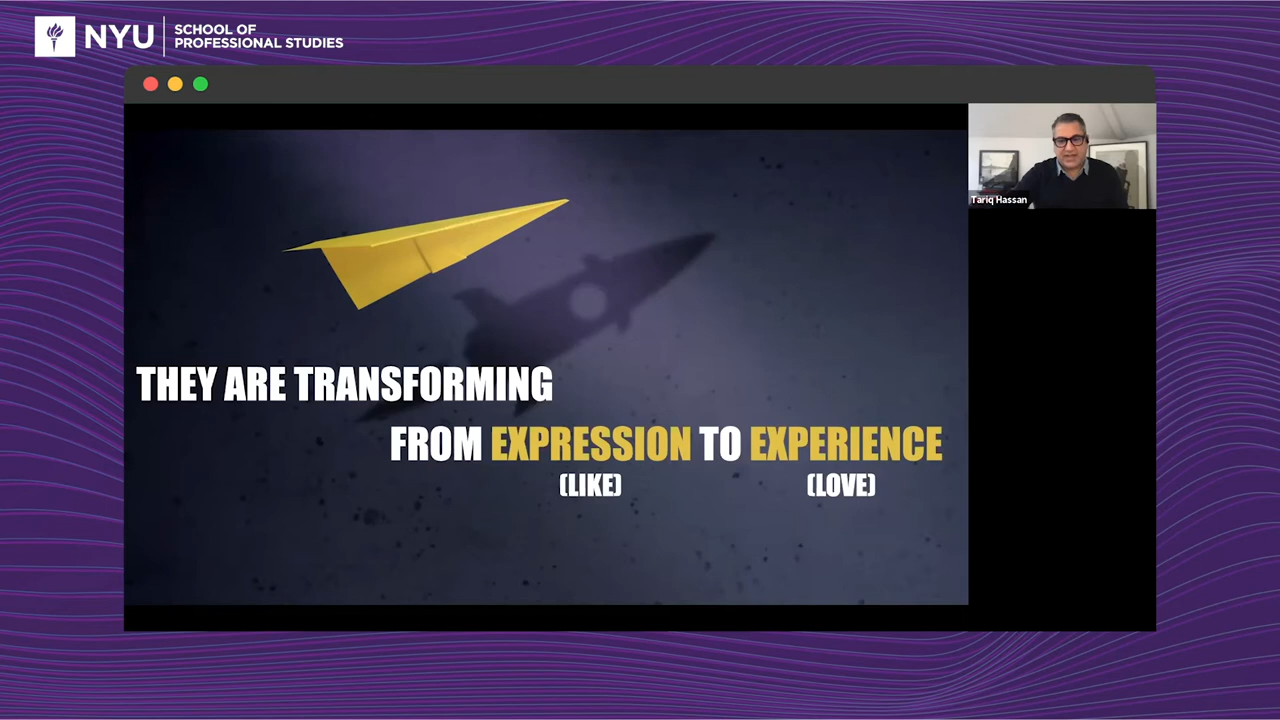 NYU
SCHOOL OF
PROFESSIONAL STUDIES
Tariq Hassan
THEY ARE TRANSFORMING
FROM EXPRESSION TO EXPERIENCE
(LIKE) (LOVE)